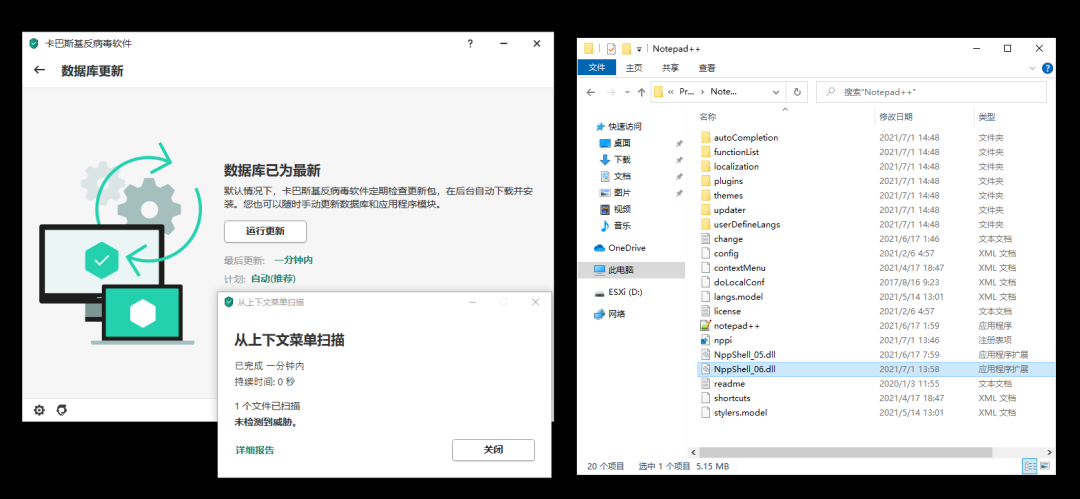 卡巴斯基反病毒软件
?
数据库更新
数据库已为最新
默认情况下，卡巴斯基反病毒软件定期检查更新包，在后台自动下载并安
装。您也可以随时手动更新数据库和应用程序模块。
运行更新
最后更新: 一分钟内
计划: 自动(推荐)
从上下文菜单扫描
从上下文菜单扫描
已完成 一分钟内
持续时间: 0 秒
1 个文件已扫描
未检测到威胁。
详细报告 关闭
Notepad++
文件 主页 共享 查看
« Pr... › Note...
搜索"Notepad++"
快速访问
桌面
下载
文档
图片
视频
音乐
OneDrive
此电脑
ESXi (D:)
网络
名称 修改日期 类型
autoCompletion 2021/7/1 14:48 文件夹
functionList 2021/7/1 14:48 文件夹
localization 2021/7/1 14:48 文件夹
plugins 2021/7/1 14:48 文件夹
themes 2021/7/1 14:48 文件夹
updater 2021/7/1 14:48 文件夹
userDefineLangs 2021/7/1 14:48 文件夹
change 2021/6/17 1:46 文本文档
config 2021/2/6 4:57 XML 文档
contextMenu 2021/4/17 18:47 XML 文档
doLocalConf 2017/8/16 9:23 XML 文档
langs.model 2021/5/14 13:01 XML 文档
license 2021/2/6 4:57 文本文档
notepad++ 2021/6/17 1:59 应用程序
nppi 2021/7/1 13:46 注册表项
NppShell_05.dll 2021/6/17 7:59 应用程序扩展
NppShell_06.dll 2021/7/1 13:58 应用程序扩展
readme 2020/1/3 11:55 文本文档
shortcuts 2021/4/17 18:47 XML 文档
stylers.model 2021/5/14 13:01 XML 文档
20 个项目 选中 1 个项目 5.15 MB